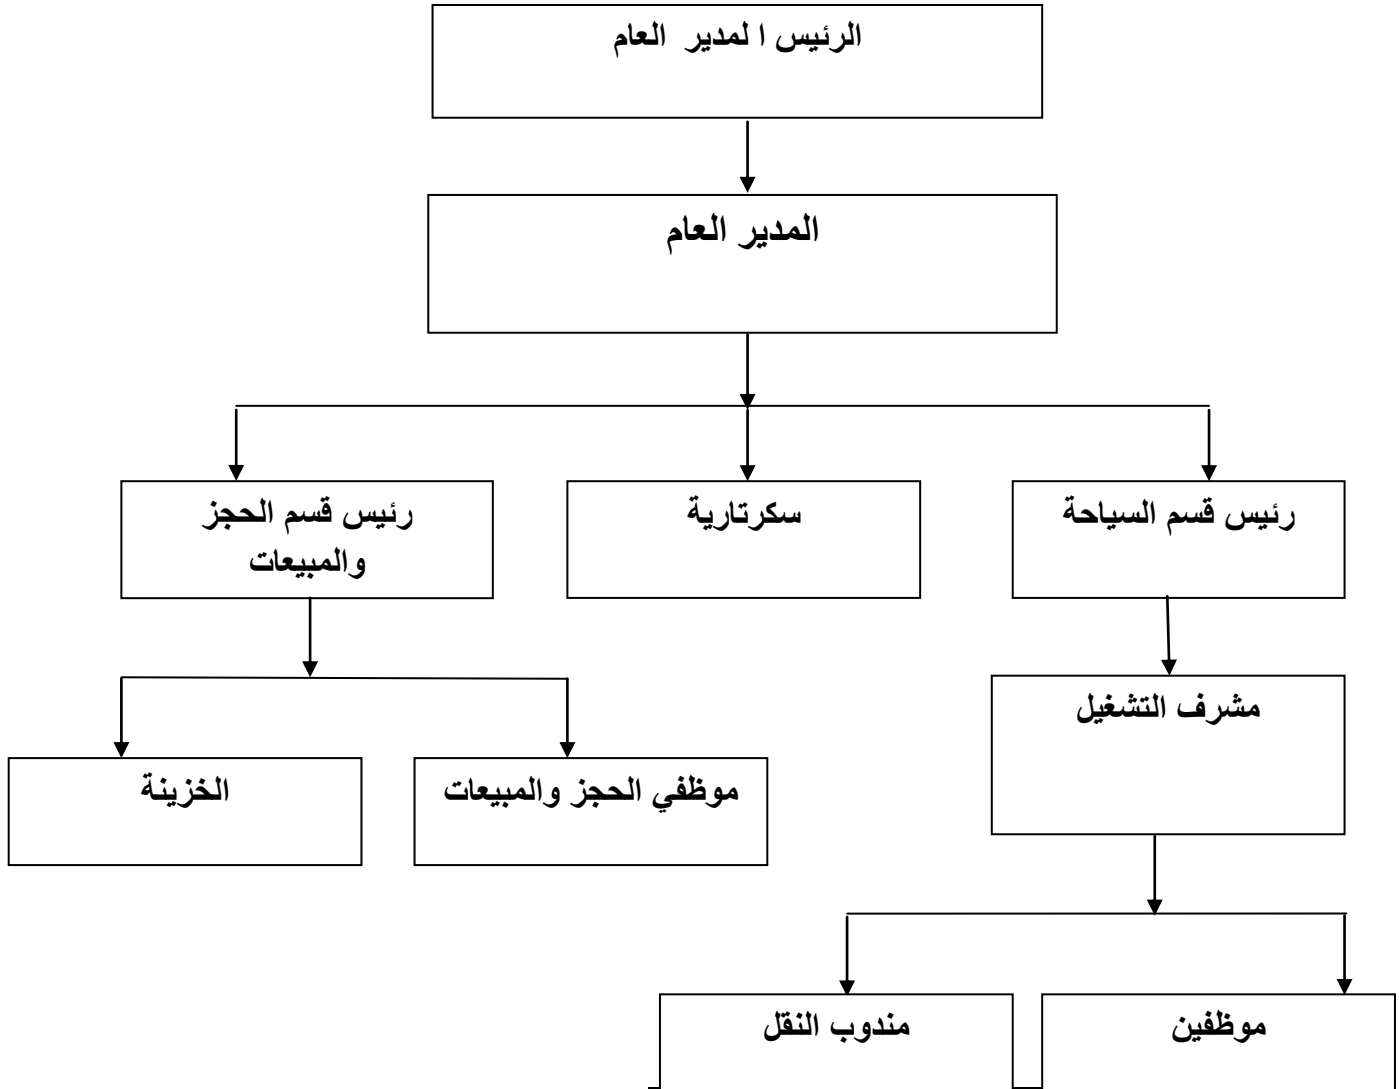 الرئيس ا لمدير العام
المدير العام
رئيس قسم السياحة
سكرتارية
رئيس قسم الحجز
والمبيعات
مشرف التشغيل
موظفي الحجز والمبيعات
الخزينة
موظفين
مندوب النقل